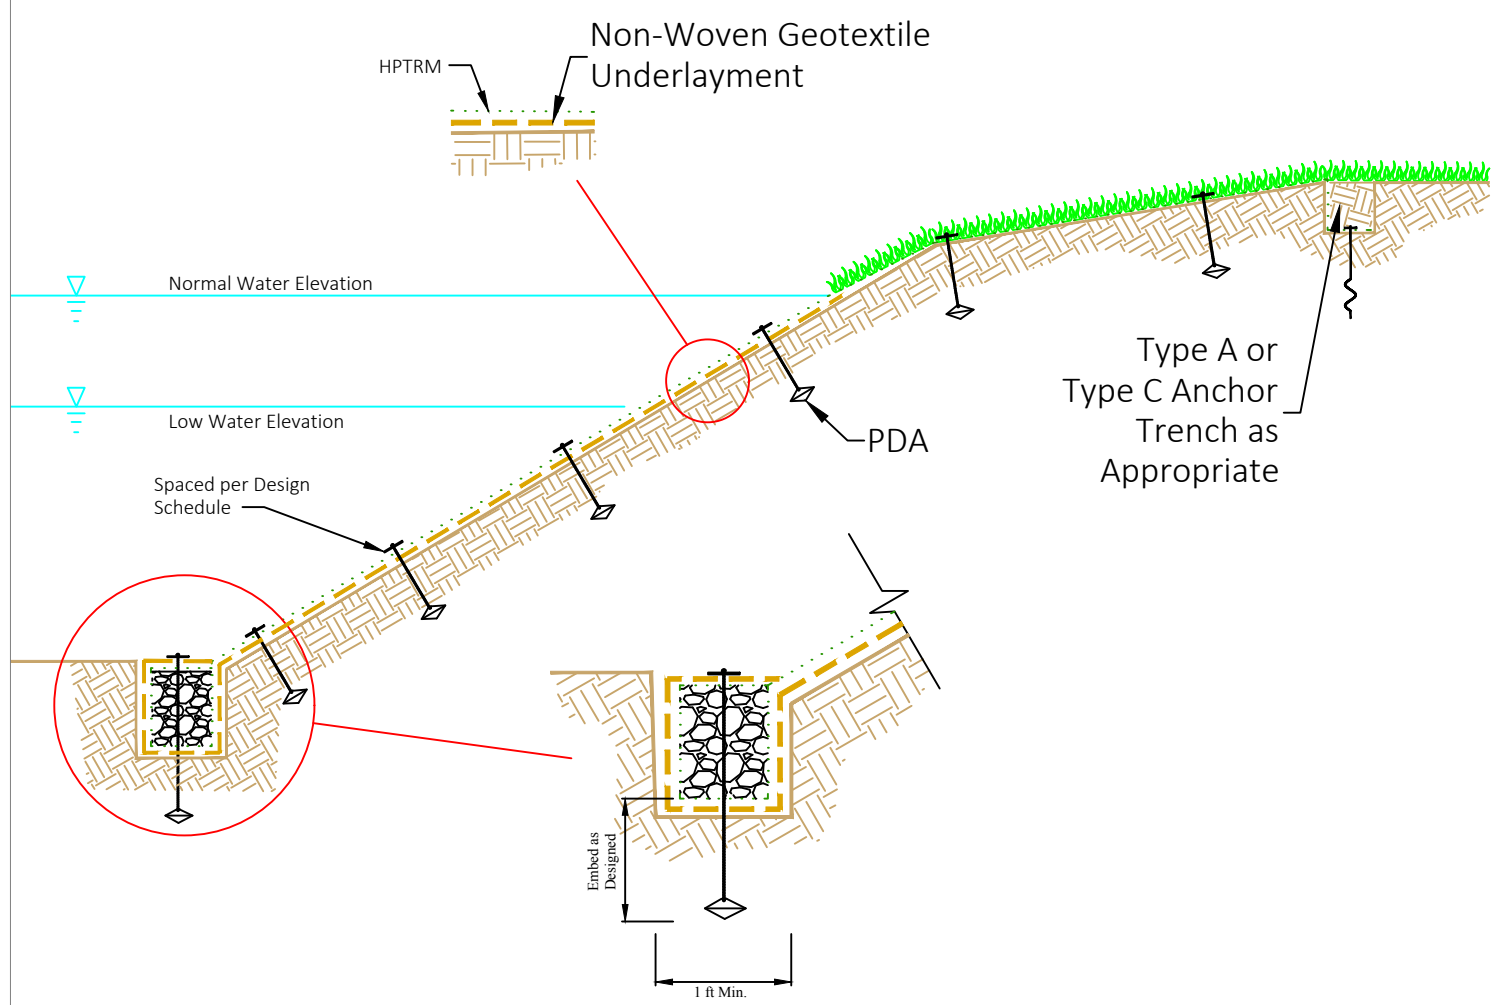 Non-Woven Geotextile
Underlayment
HPTRM
Normal Water Elevation
Low Water Elevation
Type A or
Type C Anchor
Trench as
Appropriate
PDA
Spaced per Design
Schedule
Embed as
Designed
1 ft Min.